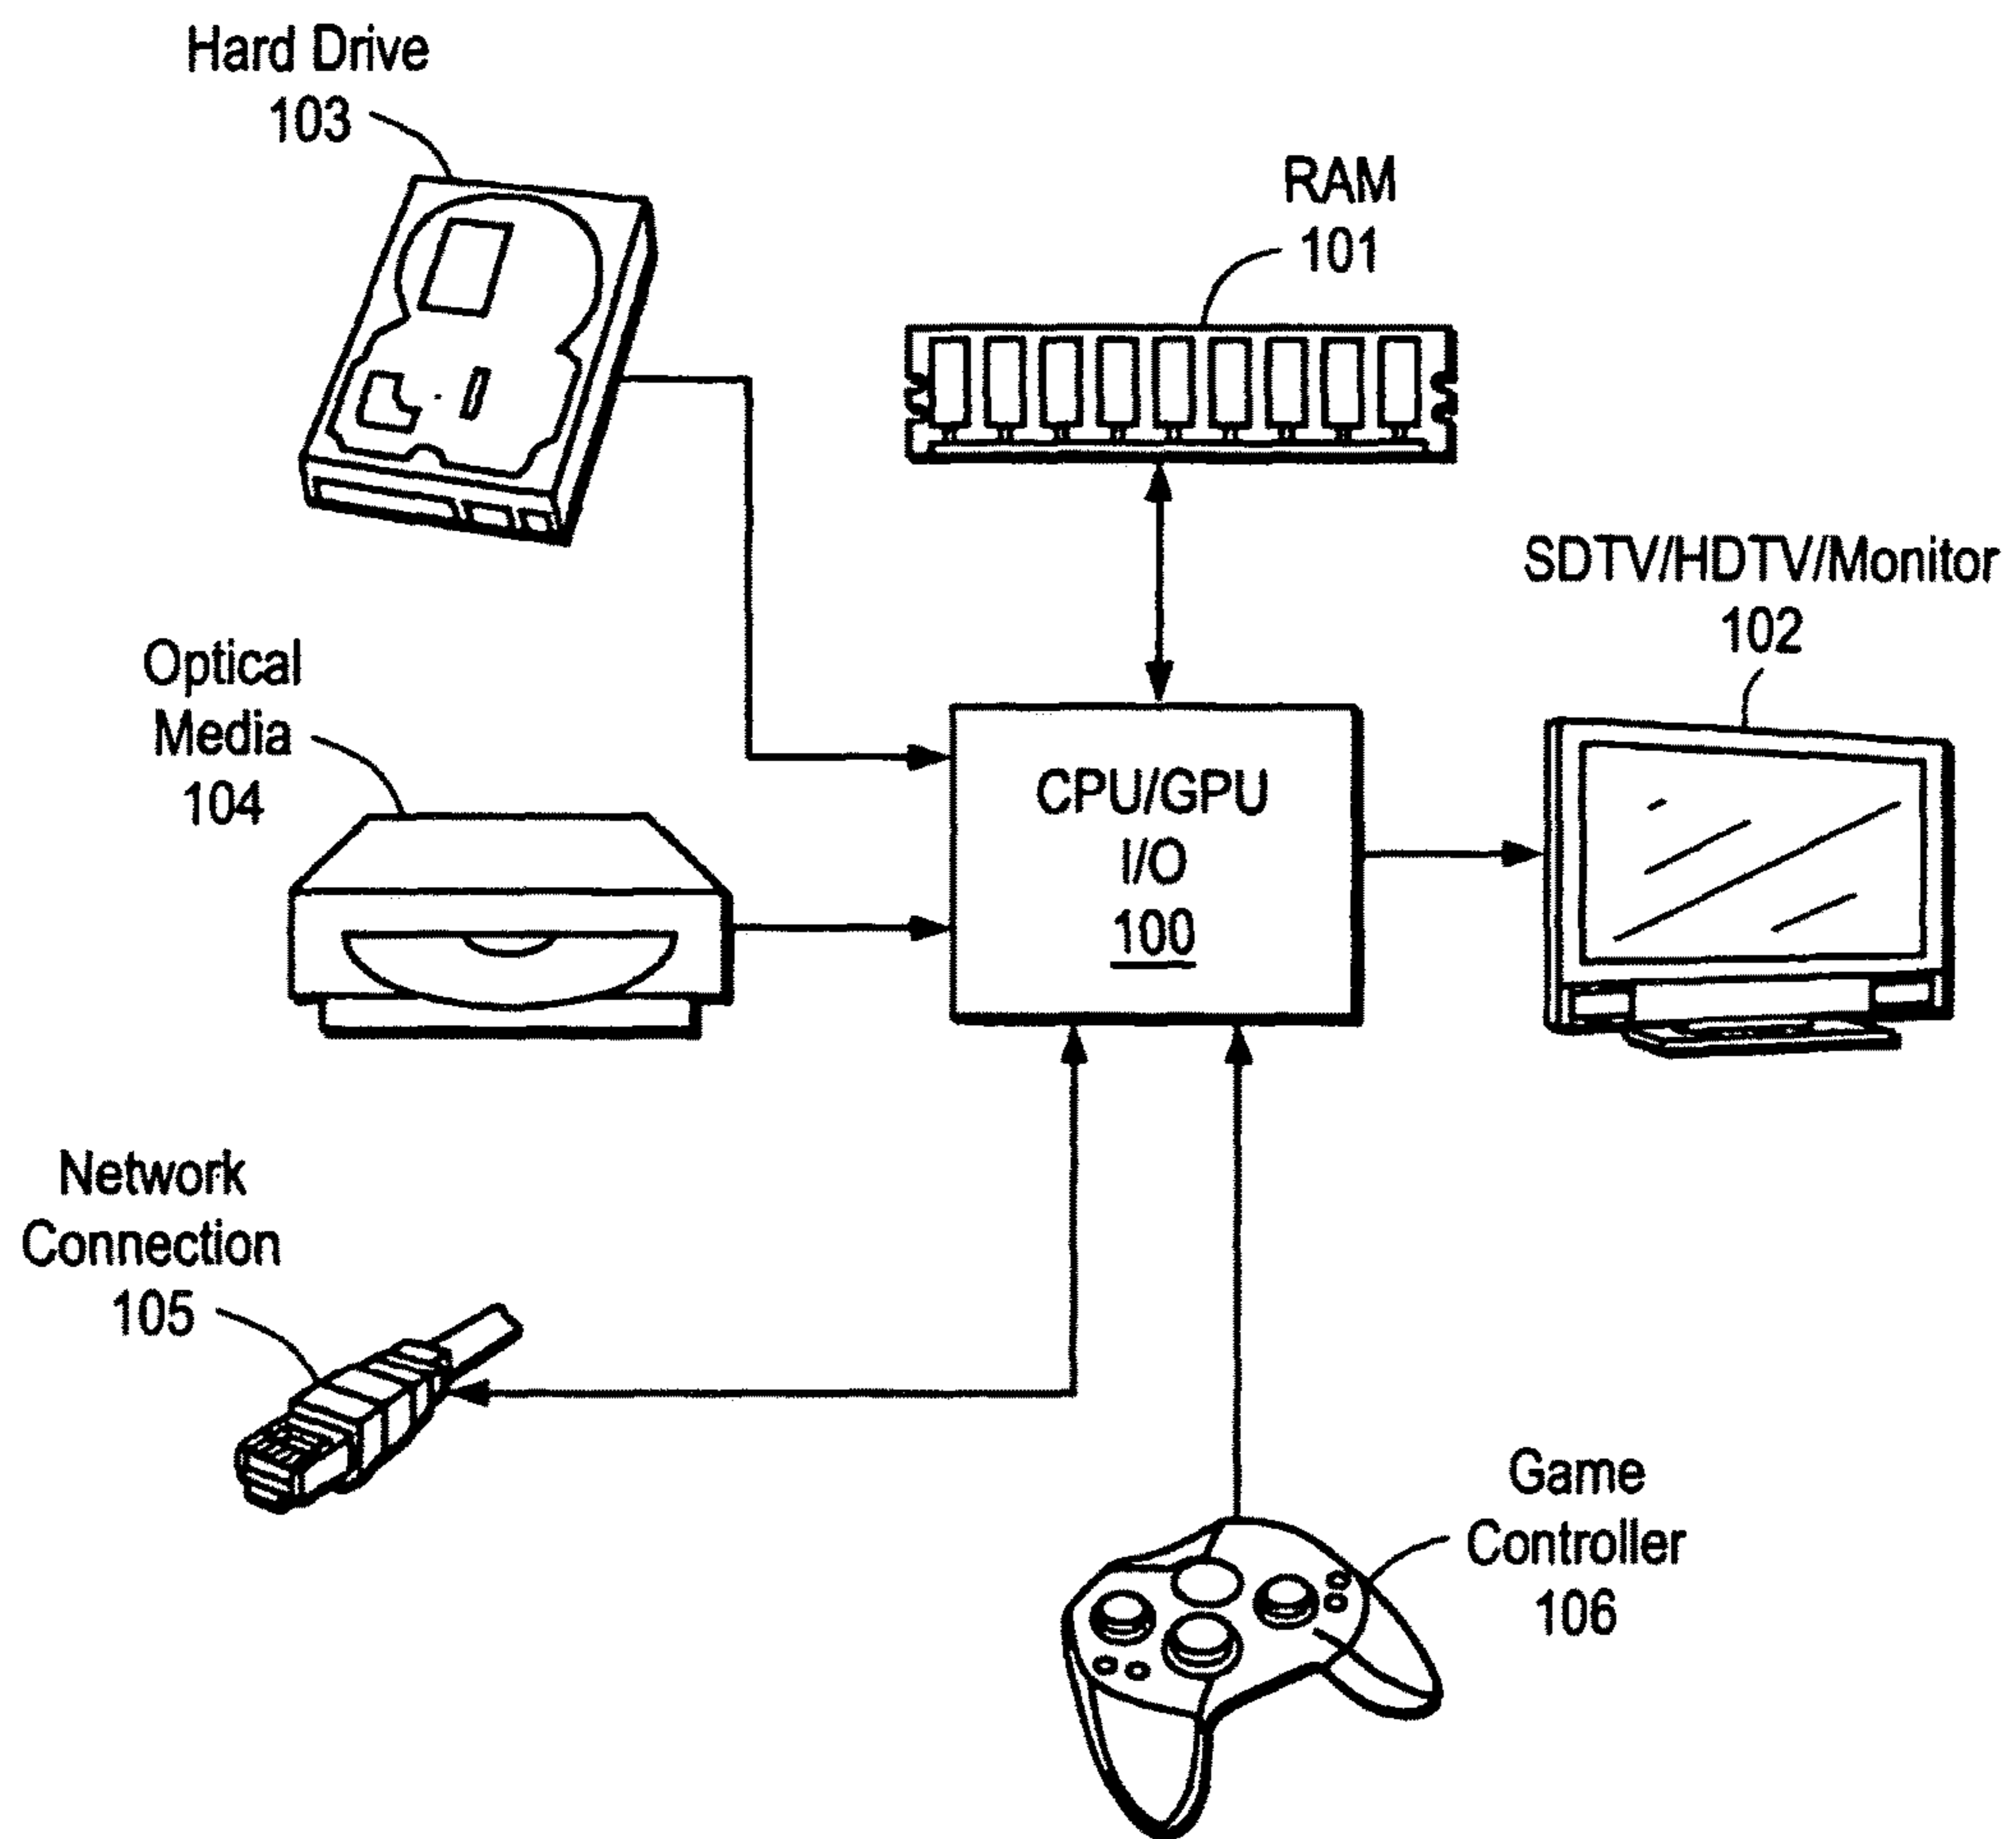 Hard Drive
103
RAM
101
SDTV/HDTV/Monitor
102
Optical
Media
104
CPU/GPU
I/O
100
Network
Connection
105
Game
Controller
106